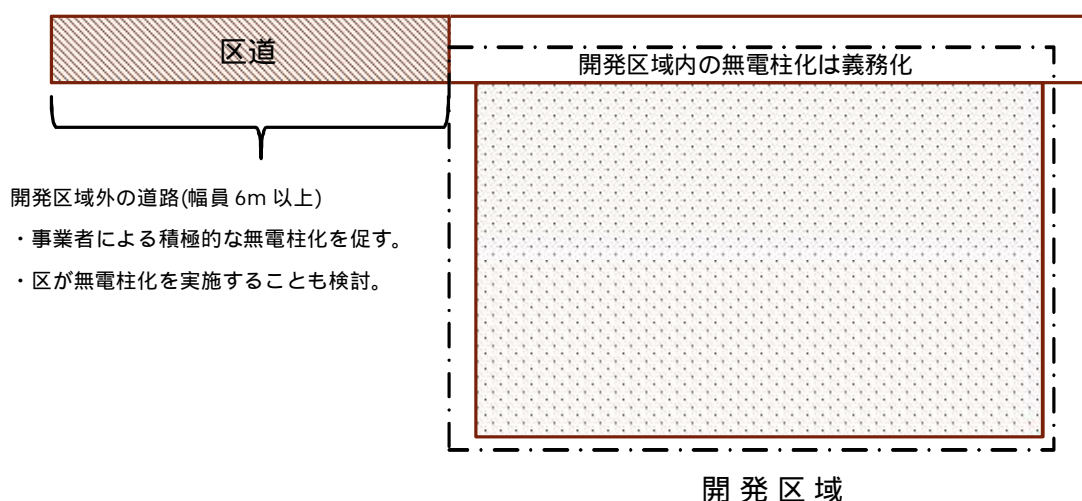 区道
開発区域内の無電柱化は義務化
開発区域外の道路(幅員 6m 以上)
・事業者による積極的な無電柱化を促す。
・区が無電柱化を実施することも検討。
開発区域